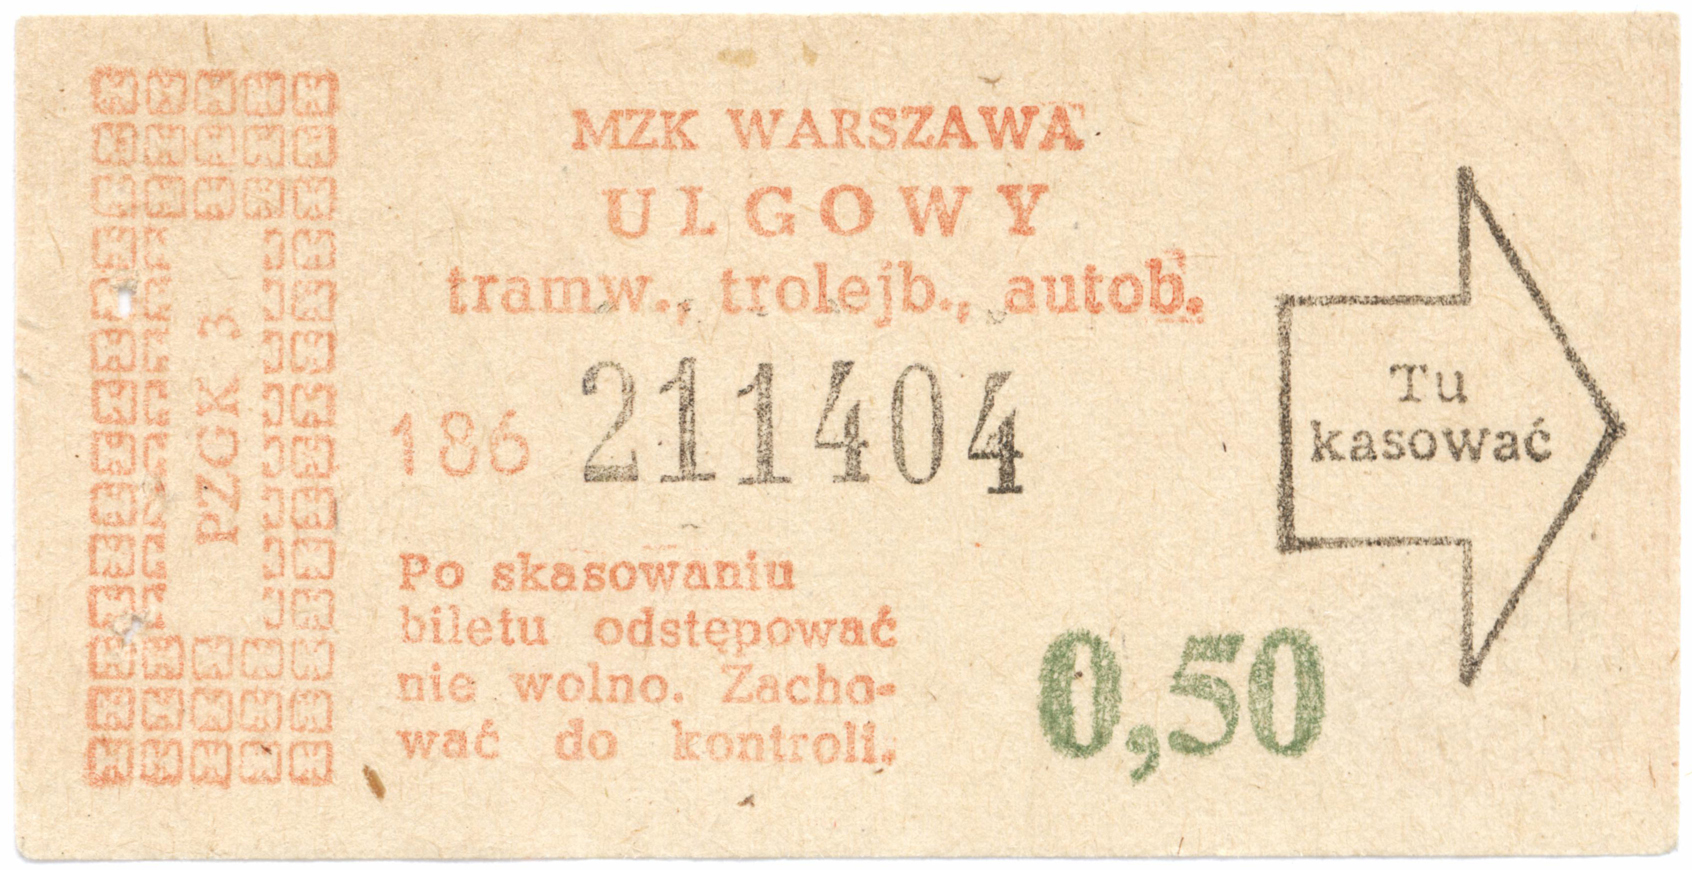 MZK WARSZAWA
ULGOWY
tramw., trolejb., autob.
186 211404
PZGK 3
Tu
kasować
Po skasowaniu
biletu odstępować
nie wolno. Zacho-
wać do kontroli.
0,50